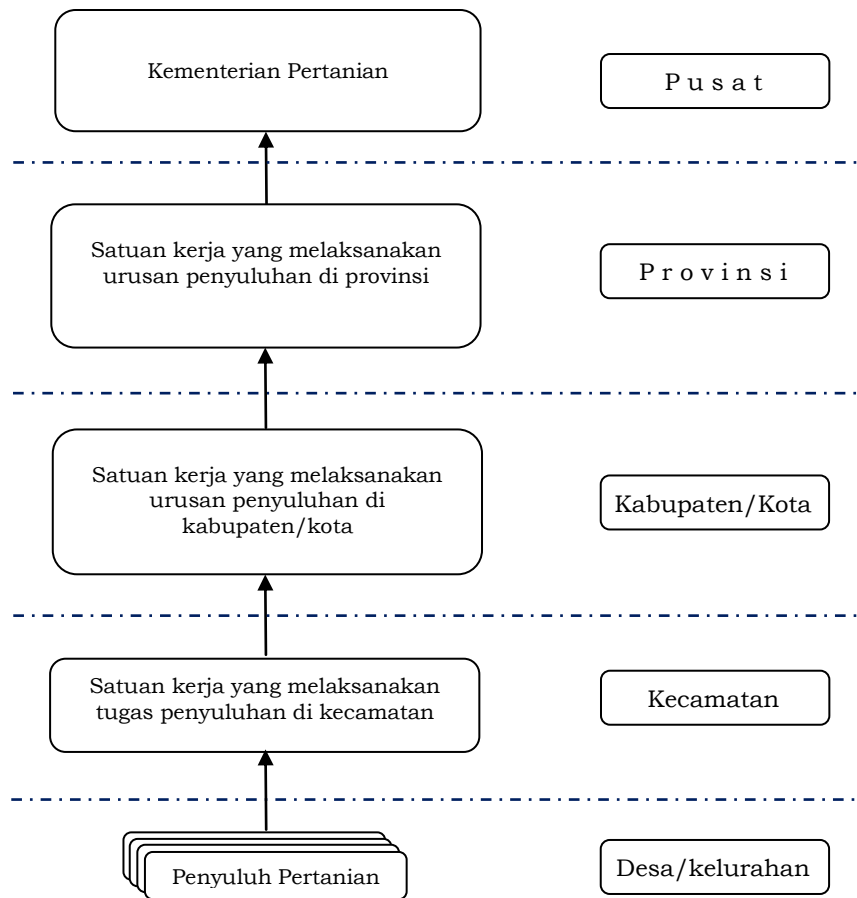 Kementerian Pertanian
P u s a t
Satuan kerja yang melaksanakan
urusan penyuluhan di provinsi
P r o v i n s i
Satuan kerja yang melaksanakan
urusan penyuluhan di
kabupaten/kota
Kabupaten/Kota
Satuan kerja yang melaksanakan
tugas penyuluhan di kecamatan
Kecamatan
Penyuluh Pertanian
Desa/kelurahan